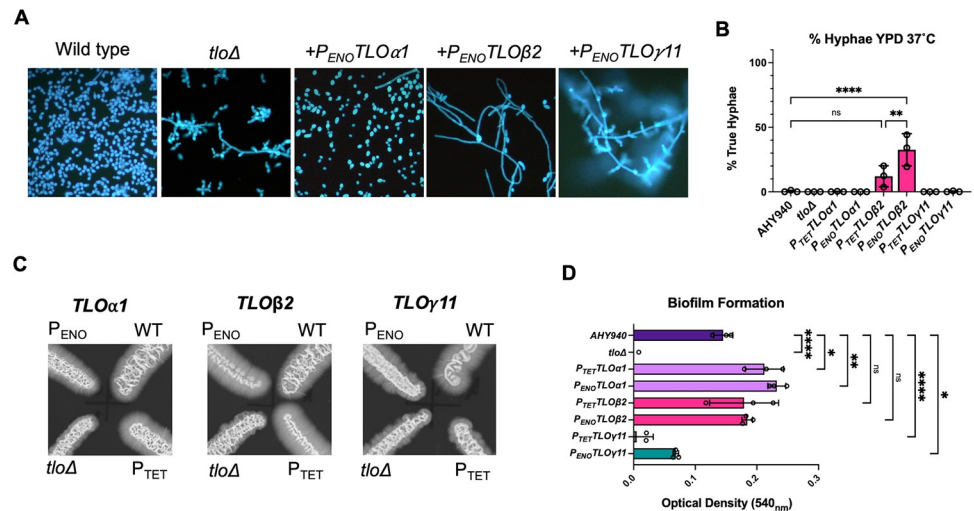 A
Wild type
tloΔ
+PENOTLOα1
+PENOTLOβ2
+PENOTLOγ11
B
% Hyphae YPD 37˚C
% True Hyphae
100
50
0
****
ns
**
AHY940
tloΔ
PTETTLOα1
PENOTLOα1
PTETTLOβ2
PENOTLOβ2
PTETTLOγ11
PENOTLOγ11
C
TLOα1
PENO
WT
tloΔ
PTET
TLOβ2
PENO
WT
tloΔ
PTET
TLOγ11
PENO
WT
tloΔ
PTET
D
Biofilm Formation
AHY940
tloΔ
PTETTLOα1
PENOTLOα1
PTETTLOβ2
PENOTLOβ2
PTETTLOγ11
PENOTLOγ11
0.0
0.1
0.2
0.3
Optical Density (540nm)
*
**
ns
ns
****
*